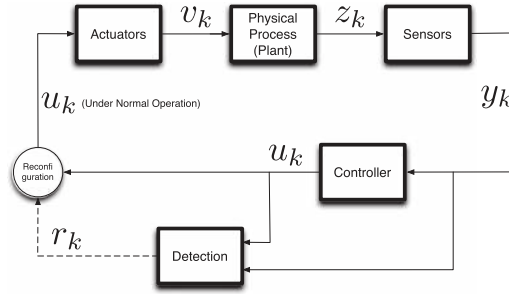 Actuators
v_k
Physical
Process
(Plant)
z_k
Sensors
y_k
u_k (Under Normal Operation)
Reconfi
guration
u_k
Controller
r_k
Detection